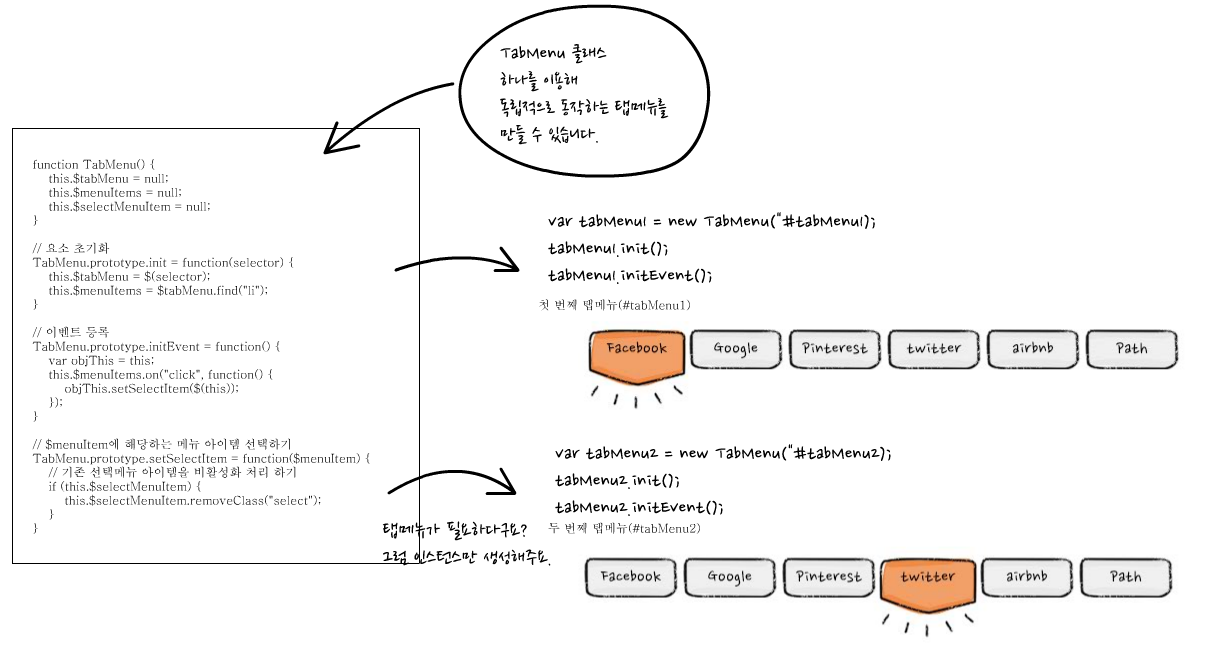 TabMenu 클래스
하나를 이용해
독립적으로 동작하는 탭메뉴를
만들 수 있습니다.
function TabMenu() {
this.$tabMenu = null;
this.$menuItems = null;
this.$selectMenuItem = null;
}
// 요소 초기화
TabMenu.prototype.init = function(selector) {
this.$tabMenu = $(selector);
this.$menuItems = $tabMenu.find("li");
}
// 이벤트 등록
TabMenu.prototype.initEvent = function() {
var objThis = this;
this.$menuItems.on("click", function() {
objThis.setSelectItem($(this));
});
}
// $menuItem에 해당하는 메뉴 아이템 선택하기
TabMenu.prototype.setSelectItem = function($menuItem) {
// 기존 선택메뉴 아이템을 비활성화 처리 하기
if (this.$selectMenuItem) {
this.$selectMenuItem.removeClass("select");
}
}
var tabMenu1 = new TabMenu("#tabMenu1);
tabMenu1.init();
tabMenu1.initEvent();
첫 번째 탭메뉴(#tabMenu1)
Facebook Google Pinterest twitter airbnb Path
var tabMenu2 = new TabMenu("#tabMenu2);
tabMenu2.init();
tabMenu2.initEvent();
탭메뉴가 필요하다구요?
그럼 인스턴스만 생성해주요.
두 번째 탭메뉴(#tabMenu2)
Facebook Google Pinterest twitter airbnb Path